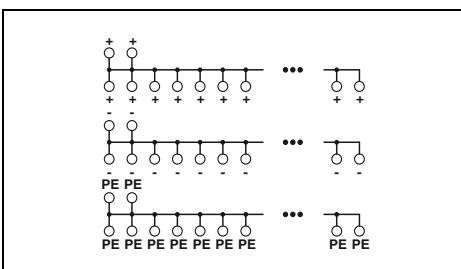 + +
•••
+ + + + + + + + +
- -
•••
- - - - - - - - -
PE PE
•••
PE PE PE PE PE PE PE PE PE